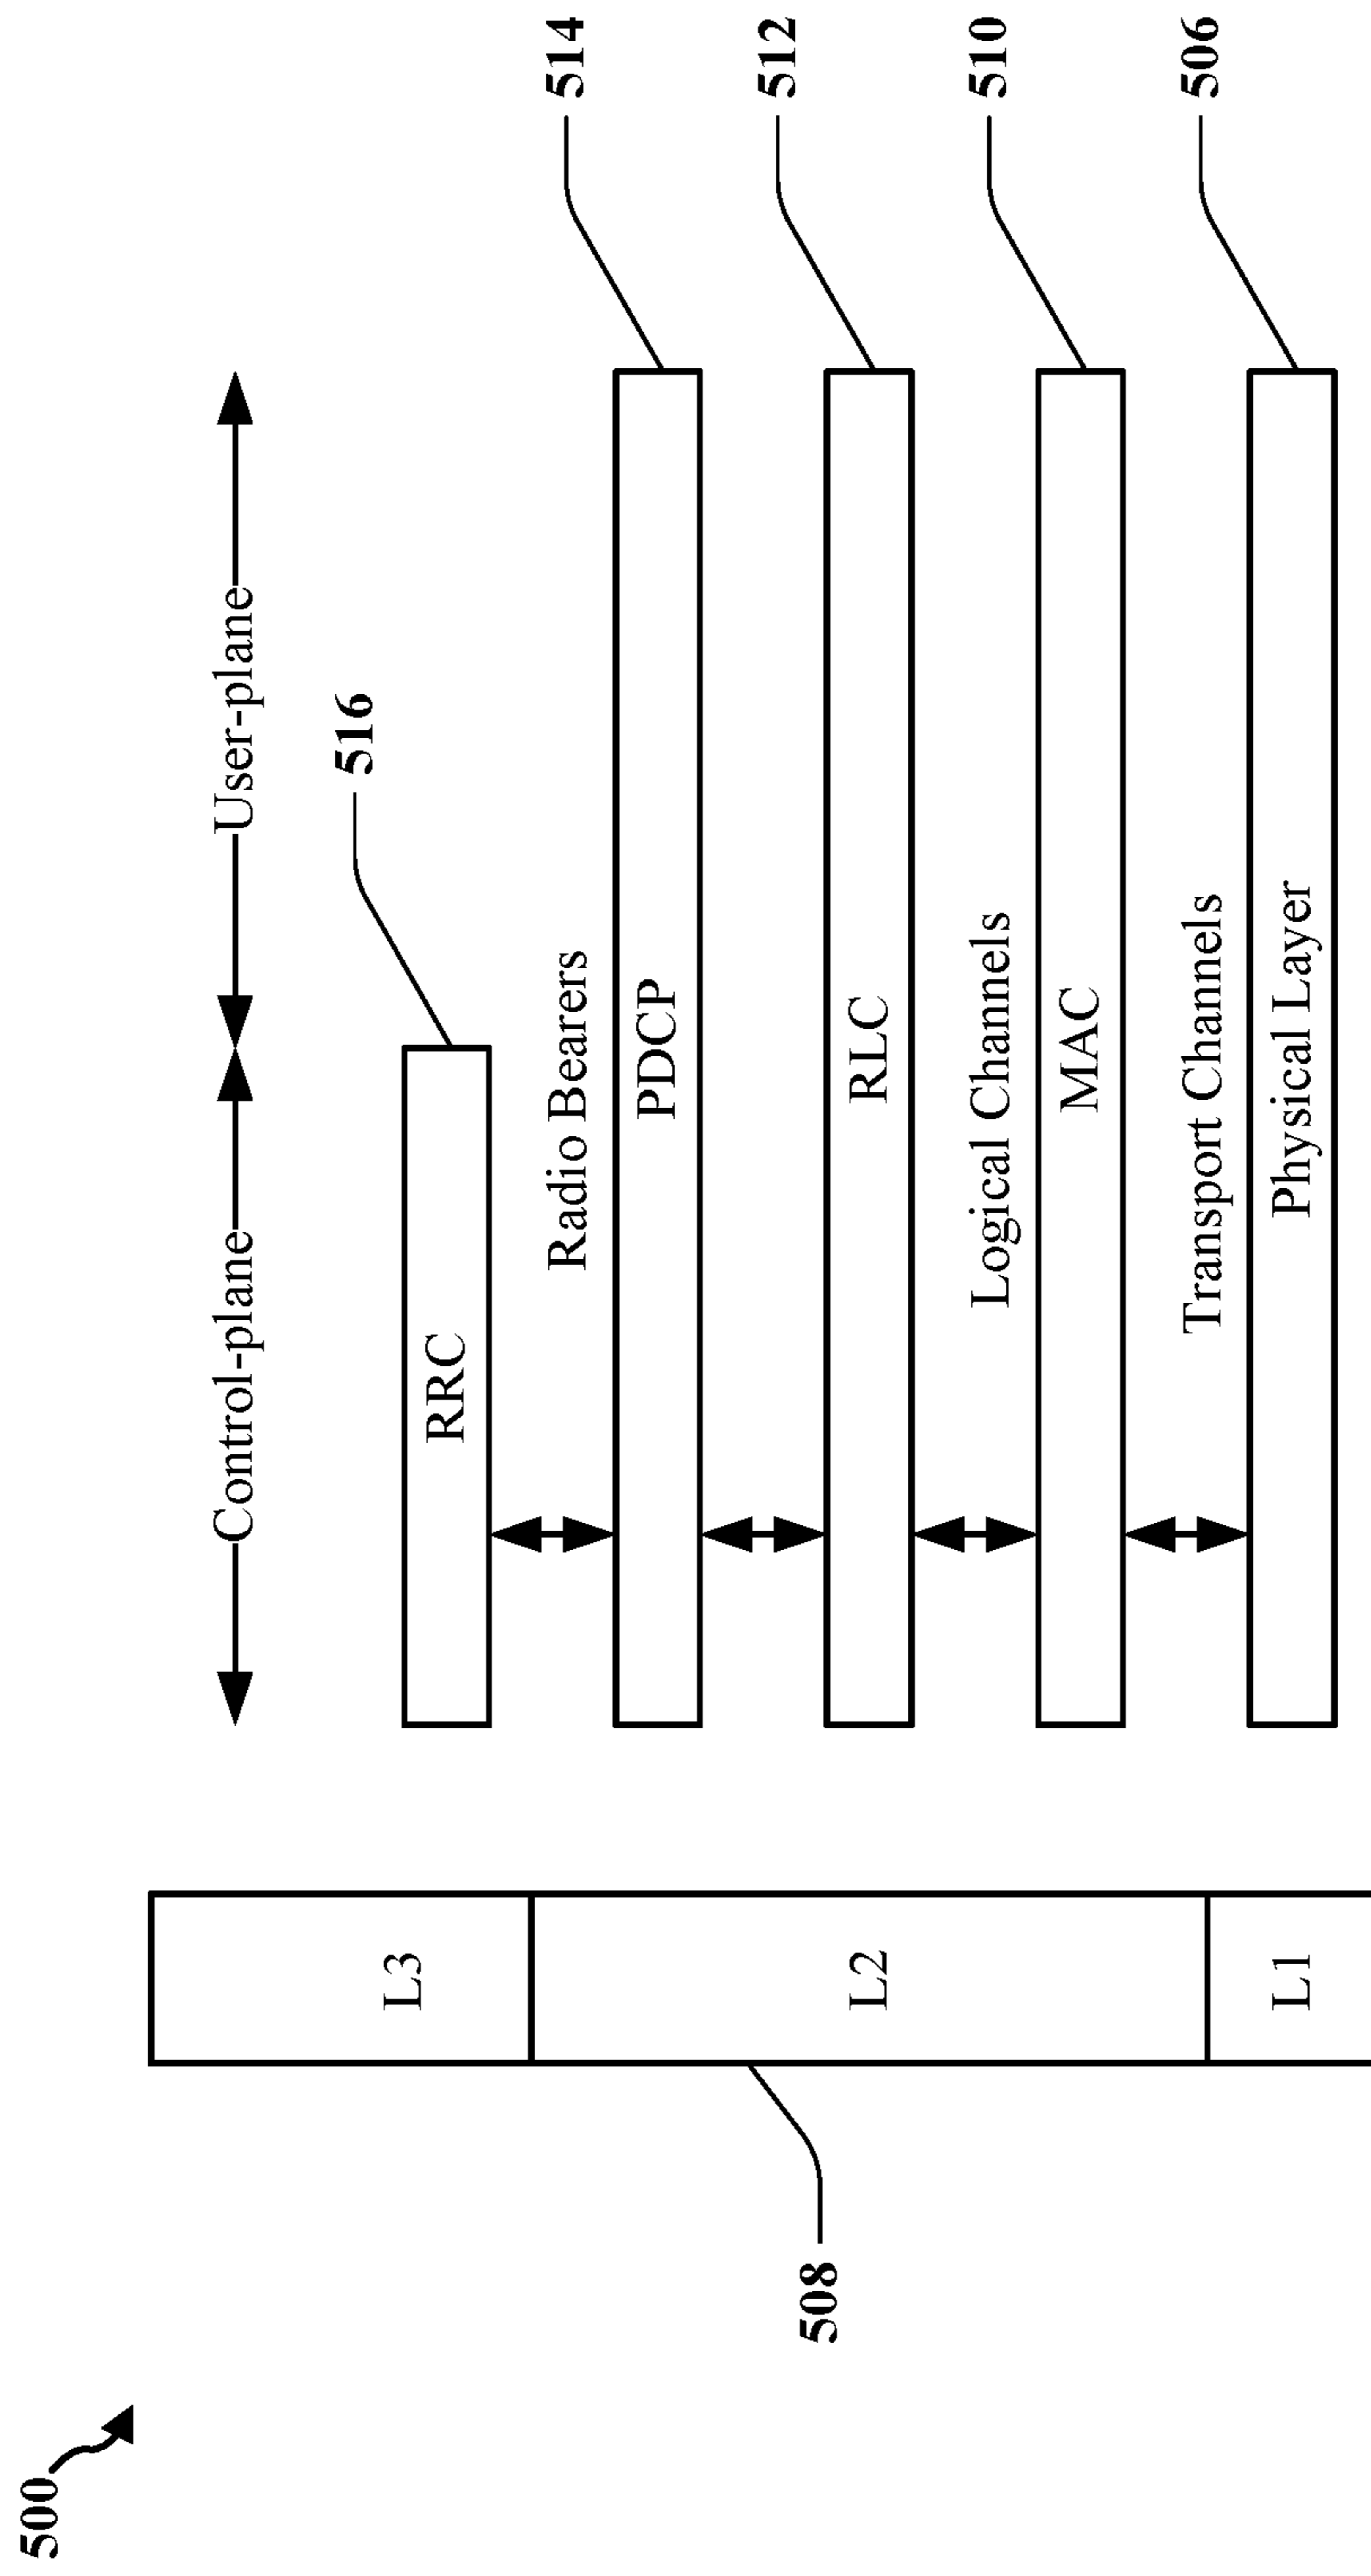 500
Control-plane
User-plane
516
L3
RRC
Radio Bearers
514
PDCP
508
L2
512
RLC
Logical Channels
510
MAC
Transport Channels
506
L1
Physical Layer